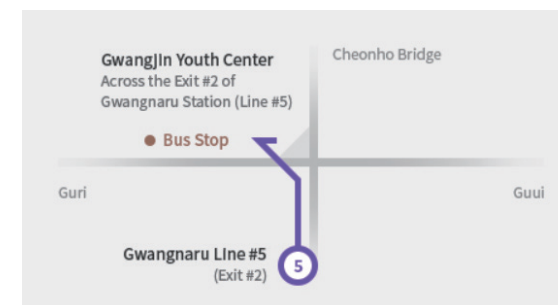 Gwangjin Youth Center
Across the Exit #2 of
Gwangnaru Station (Line #5)
Cheonho Bridge
Bus Stop
Guri
Guui
Gwangnaru Line #5
(Exit #2)
5